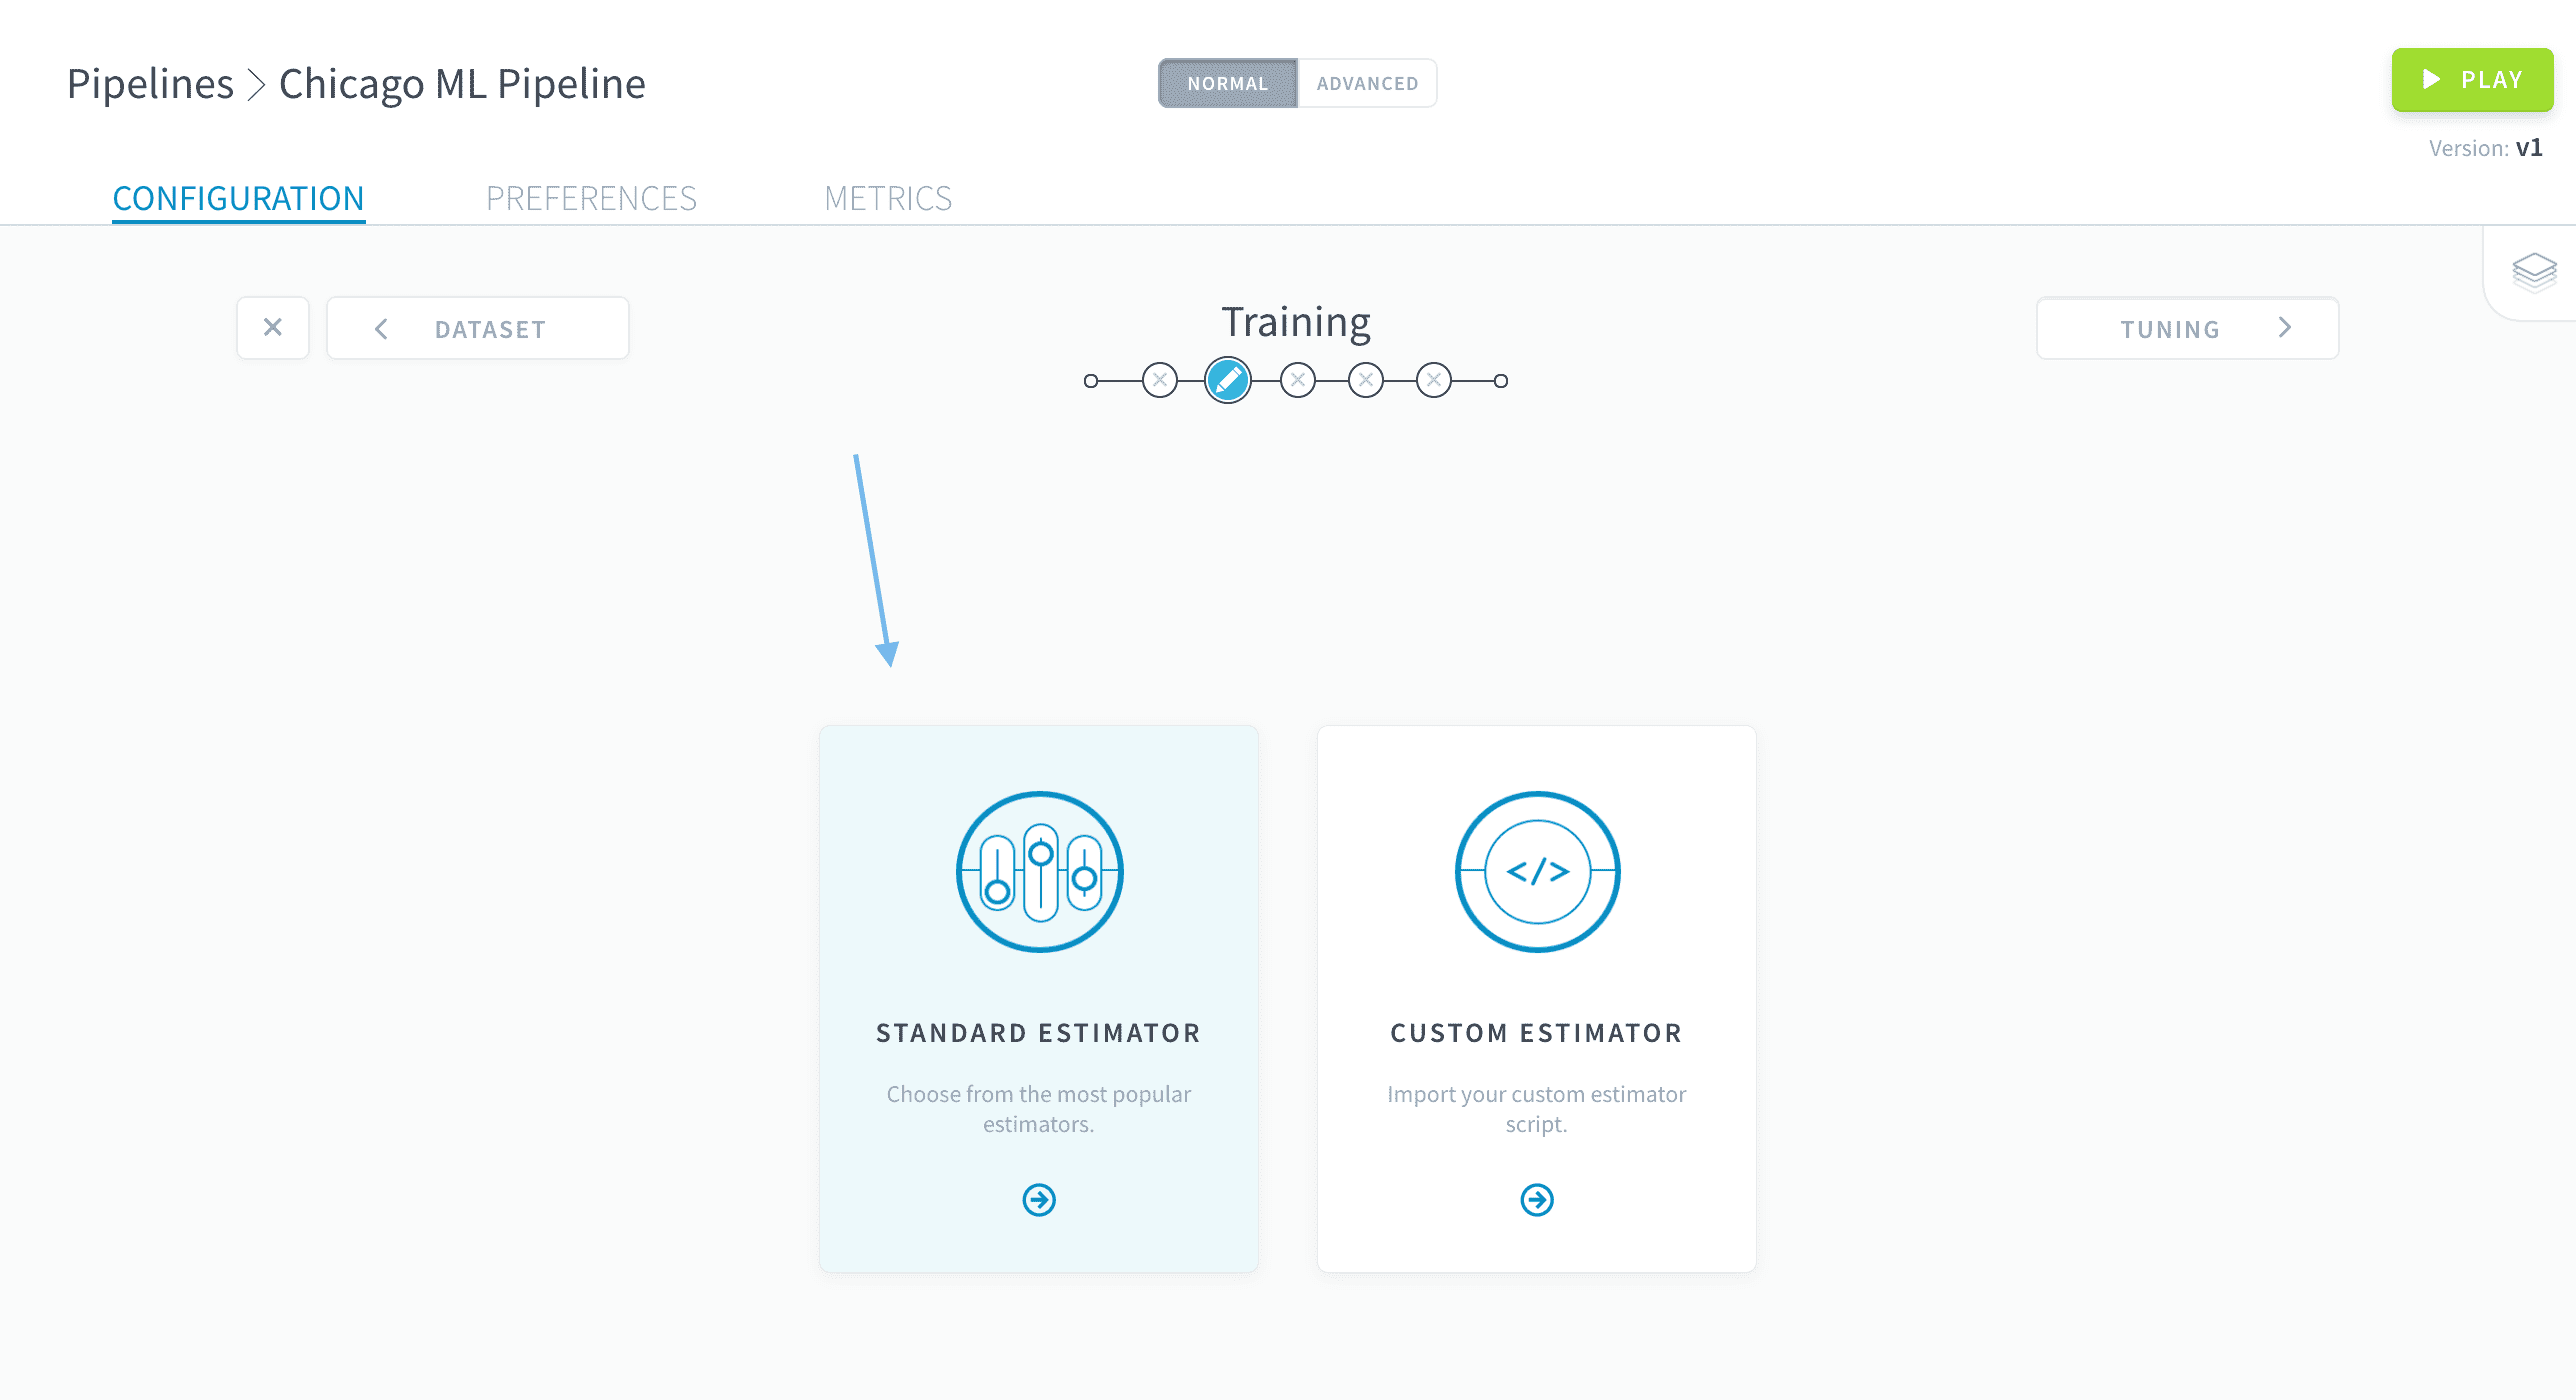 Pipelines > Chicago ML Pipeline
NORMAL
ADVANCED
PLAY
Version: v1
CONFIGURATION
PREFERENCES
METRICS
DATASET
Training
TUNING
</>
STANDARD ESTIMATOR
Choose from the most popular
estimators.
CUSTOM ESTIMATOR
Import your custom estimator
script.